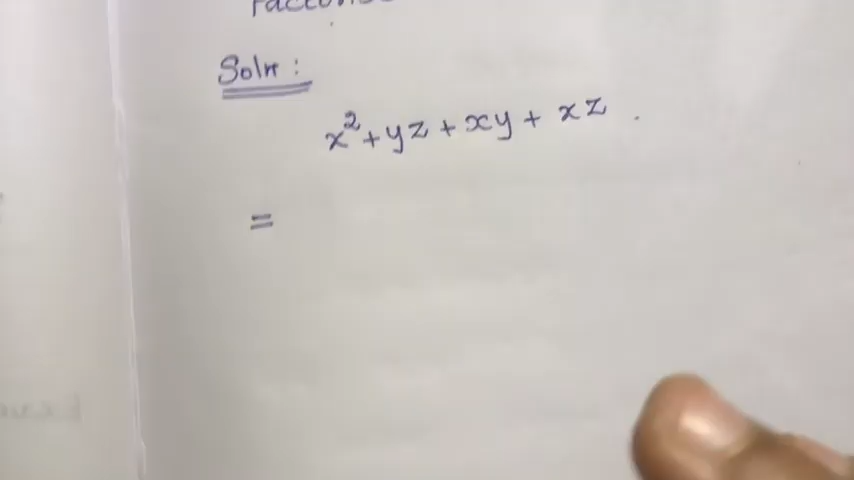 Soln :
x² + yz + xy + xz .
=